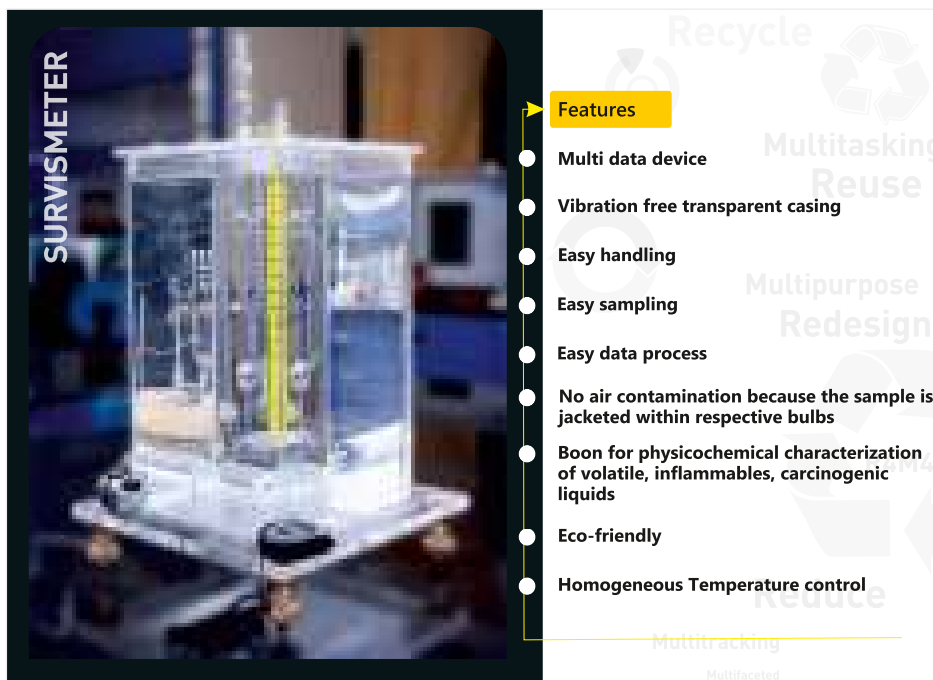 SURVISMETER
Recycle
Features
Multitasking
Multi data device
Reuse
Vibration free transparent casing
Easy handling
Multipurpose
Easy sampling
Redesign
Easy data process
No air contamination because the sample is
jacketed within respective bulbs
Boon for physicochemical characterization
of volatile, inflammables, carcinogenic
liquids
Eco-friendly
Homogeneous Temperature control
Reduce
Multitracking
Multifaceted